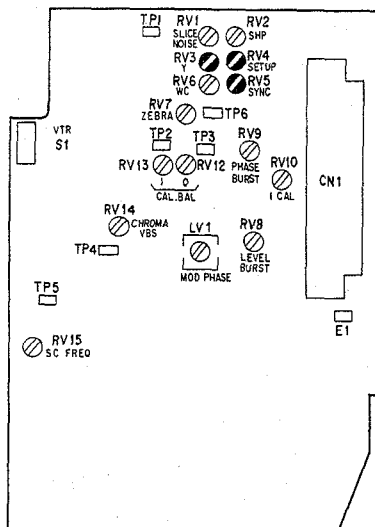 TP1
RV1
SLICE
NOISE
RV2
SHP
RV3
Y
RV4
SETUP
RV6
WC
RV5
SYNC
RV7
ZEBRA
TP6
VTR
S1
TP2
TP3
RV9
PHASE
BURST
RV13
RV12
I
Q
CAL.BAL
RV10
I CAL
CN1
RV14
CHROMA
VBS
TP4
LV1
MOD PHASE
RV8
LEVEL
BURST
TP5
E1
RV15
SC FREQ